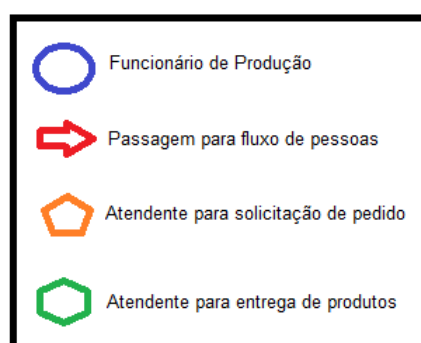 Funcionário de Produção
Passagem para fluxo de pessoas
Atendente para solicitação de pedido
Atendente para entrega de produtos